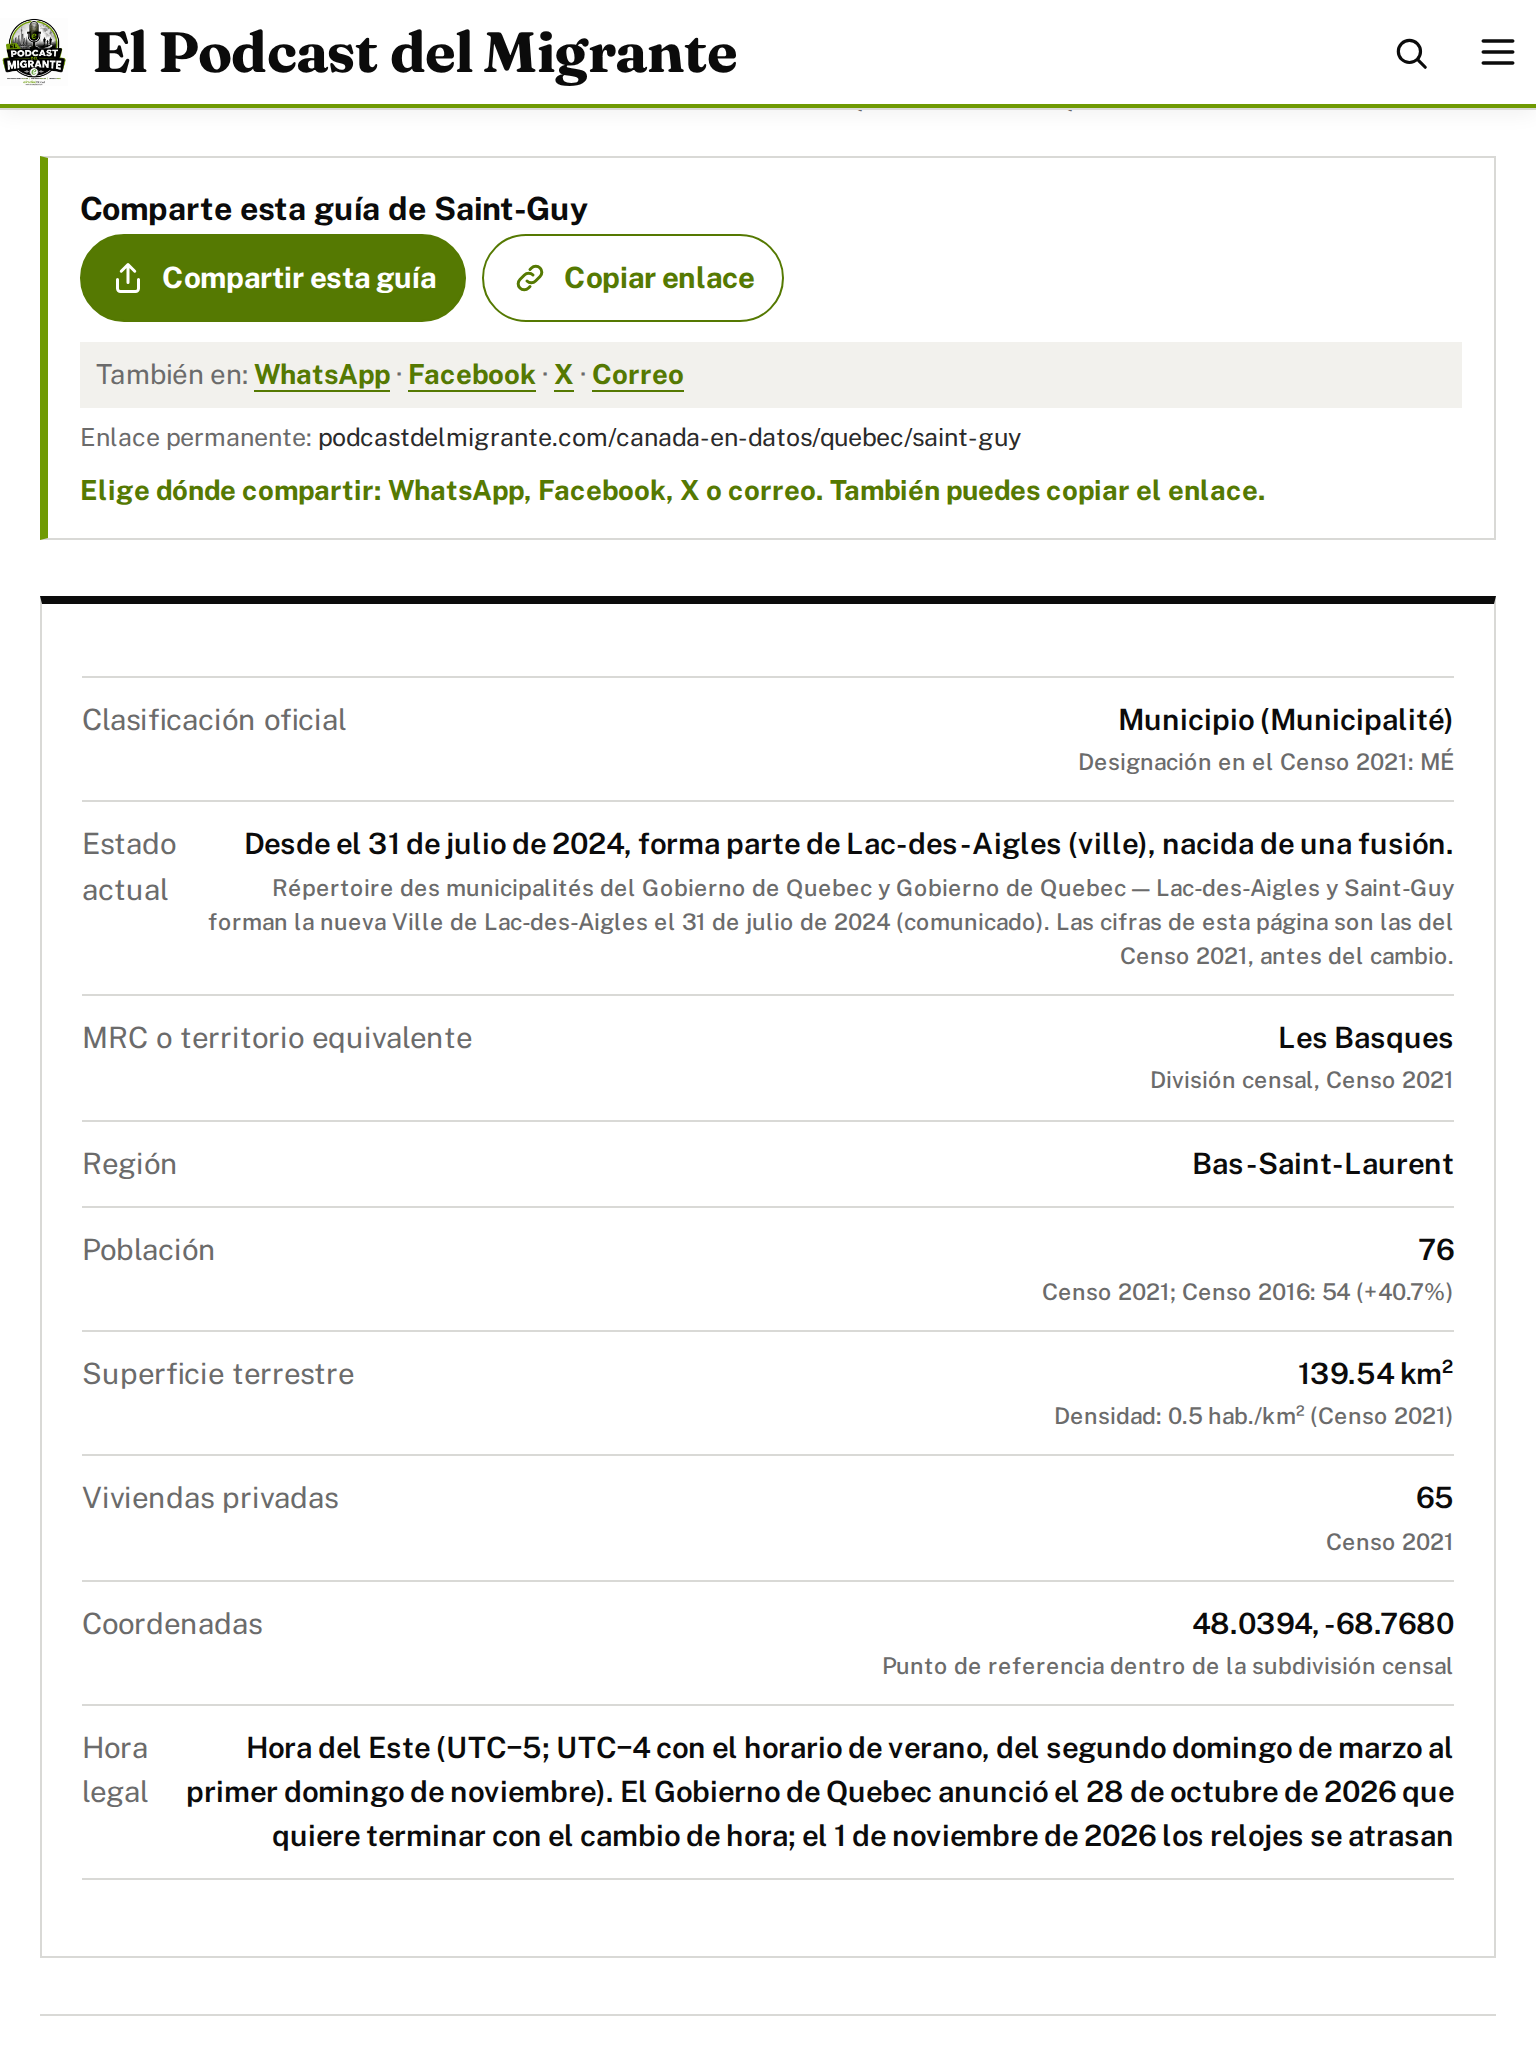 PODCAST
MIGRANTE
El Podcast del Migrante
Comparte esta guía de Saint-Guy
Compartir esta guía
Copiar enlace
También en: WhatsApp · Facebook · X · Correo
Enlace permanente: podcastdelmigrante.com/canada-en-datos/quebec/saint-guy
Elige dónde compartir: WhatsApp, Facebook, X o correo. También puedes copiar el enlace.
Clasificación oficial
Municipio (Municipalité)
Designación en el Censo 2021: MÉ
Estado actual
Desde el 31 de julio de 2024, forma parte de Lac-des-Aigles (ville), nacida de una fusión.
Répertoire des municipalités del Gobierno de Quebec y Gobierno de Quebec — Lac-des-Aigles y Saint-Guy
forman la nueva Ville de Lac-des-Aigles el 31 de julio de 2024 (comunicado). Las cifras de esta página son las del
Censo 2021, antes del cambio.
MRC o territorio equivalente
Les Basques
División censal, Censo 2021
Región
Bas-Saint-Laurent
Población
76
Censo 2021; Censo 2016: 54 (+40.7%)
Superficie terrestre
139.54 km²
Densidad: 0.5 hab./km² (Censo 2021)
Viviendas privadas
65
Censo 2021
Coordenadas
48.0394, -68.7680
Punto de referencia dentro de la subdivisión censal
Hora legal
Hora del Este (UTC−5; UTC−4 con el horario de verano, del segundo domingo de marzo al
primer domingo de noviembre). El Gobierno de Quebec anunció el 28 de octubre de 2026 que
quiere terminar con el cambio de hora; el 1 de noviembre de 2026 los relojes se atrasan